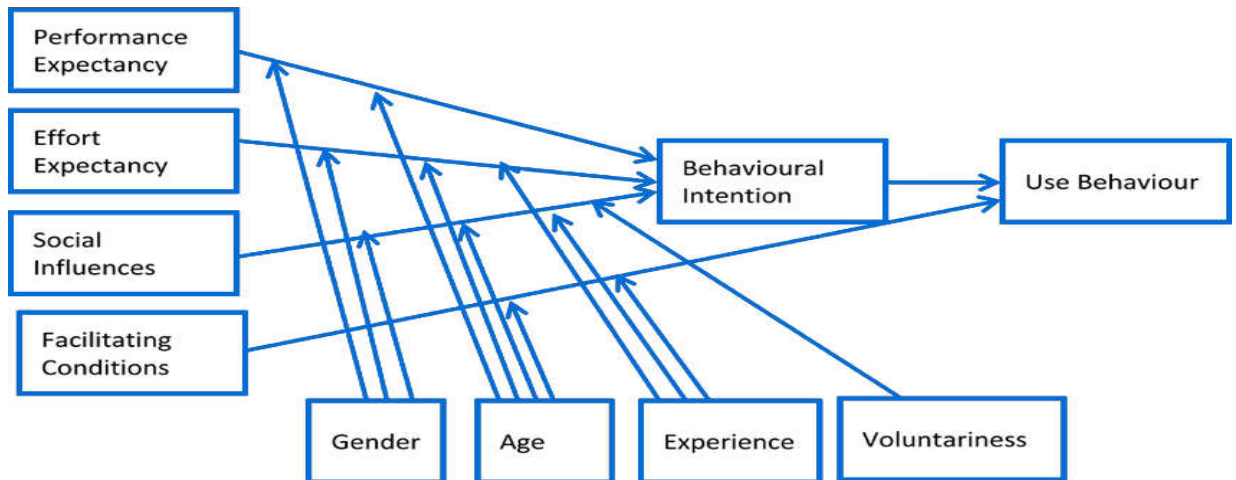 Performance
Expectancy
Effort
Expectancy
Social
Influences
Facilitating
Conditions
Behavioural
Intention
Use Behaviour
Gender
Age
Experience
Voluntariness